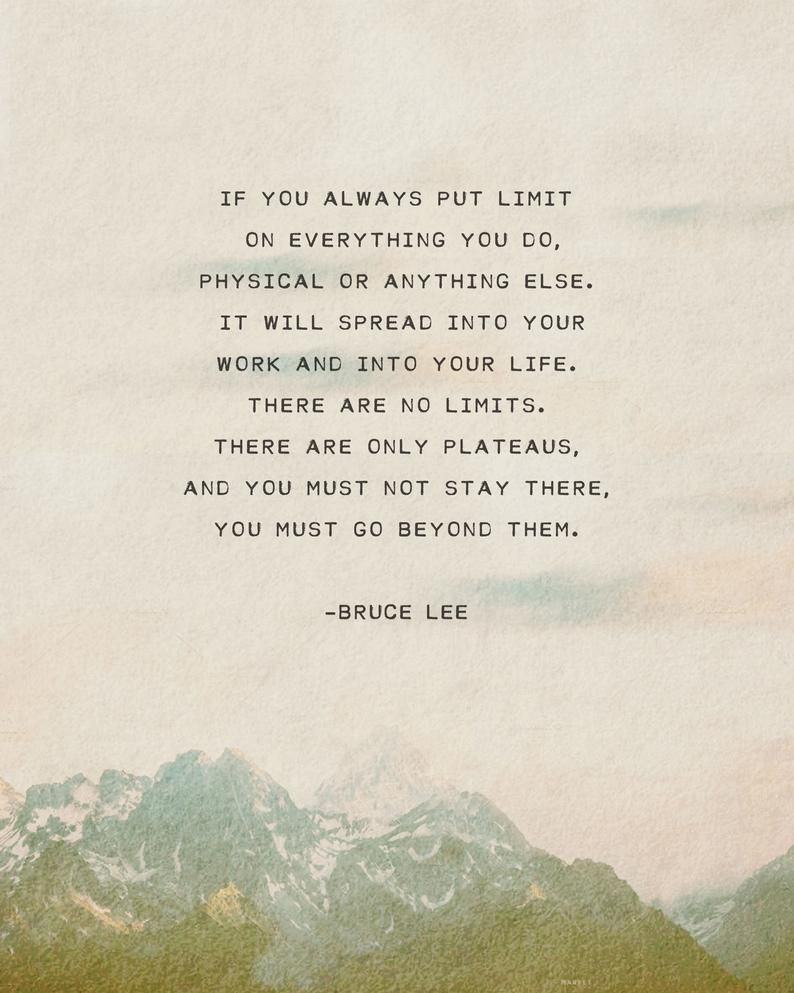 IF YOU ALWAYS PUT LIMIT
ON EVERYTHING YOU DO,
PHYSICAL OR ANYTHING ELSE.
IT WILL SPREAD INTO YOUR
WORK AND INTO YOUR LIFE.
THERE ARE NO LIMITS.
THERE ARE ONLY PLATEAUS,
AND YOU MUST NOT STAY THERE,
YOU MUST GO BEYOND THEM.
-BRUCE LEE